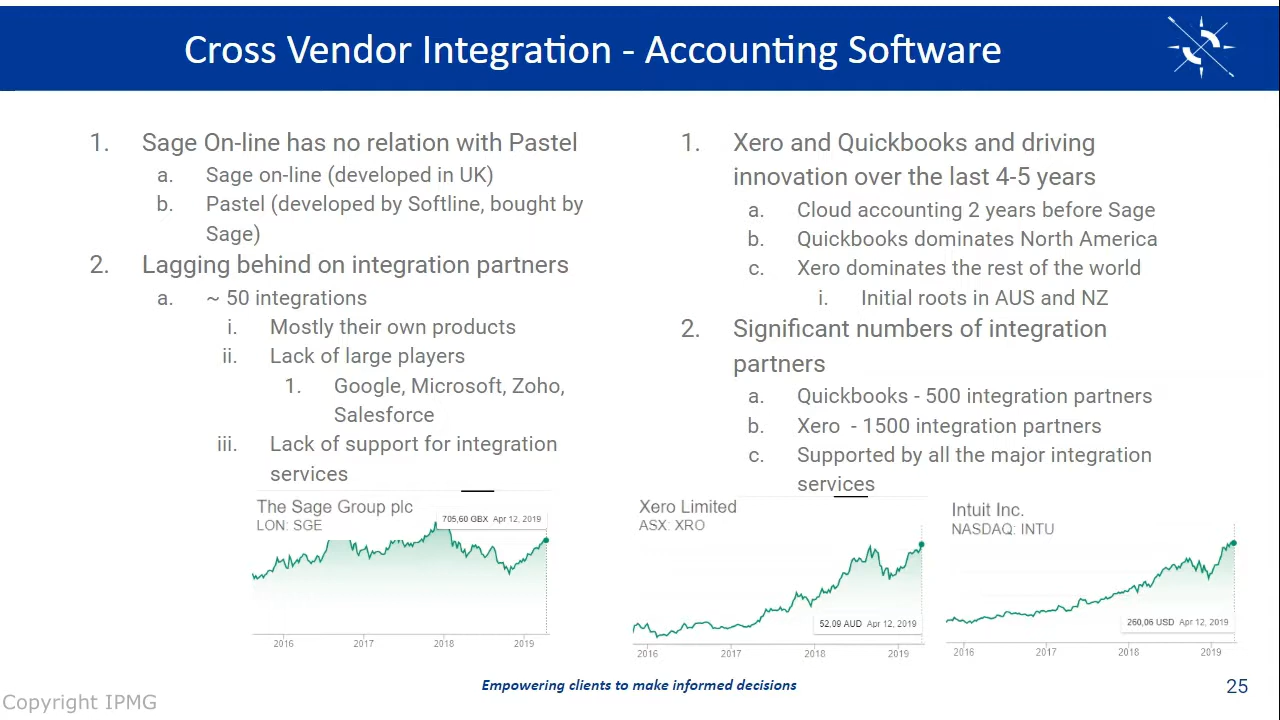 Cross Vendor Integration - Accounting Software
1. Sage On-line has no relation with Pastel
a. Sage on-line (developed in UK)
b. Pastel (developed by Softline, bought by
Sage)
2. Lagging behind on integration partners
a. ~ 50 integrations
i. Mostly their own products
ii. Lack of large players
1. Google, Microsoft, Zoho,
Salesforce
iii. Lack of support for integration
services
The Sage Group plc
LON: SGE
705,60 GBX Apr 12, 2019
2016 2017 2018 2019
1. Xero and Quickbooks and driving
innovation over the last 4-5 years
a. Cloud accounting 2 years before Sage
b. Quickbooks dominates North America
c. Xero dominates the rest of the world
i. Initial roots in AUS and NZ
2. Significant numbers of integration
partners
a. Quickbooks - 500 integration partners
b. Xero - 1500 integration partners
c. Supported by all the major integration
services
Xero Limited
ASX: XRO
52,09 AUD Apr 12, 2019
2016 2017 2018 2019
Intuit Inc.
NASDAQ: INTU
260,06 USD Apr 12, 2019
2016 2017 2018 2019
Empowering clients to make informed decisions
25
Copyright IPMG